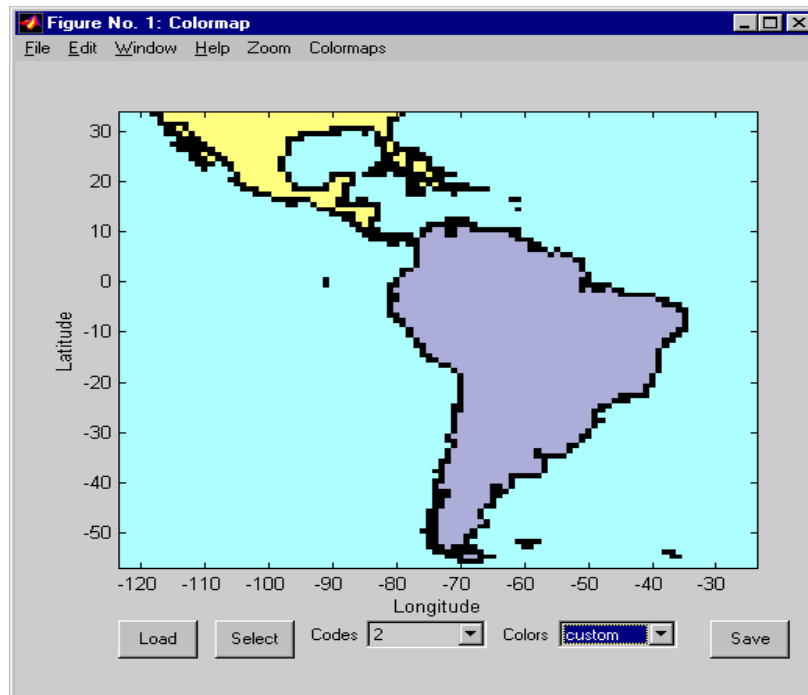 Figure No. 1: Colormap
File Edit Window Help Zoom Colormaps
30
20
10
0
-10
-20
-30
-40
-50
Latitude
-120 -110 -100 -90 -80 -70 -60 -50 -40 -30
Longitude
Load Select Codes 2 Colors custom Save